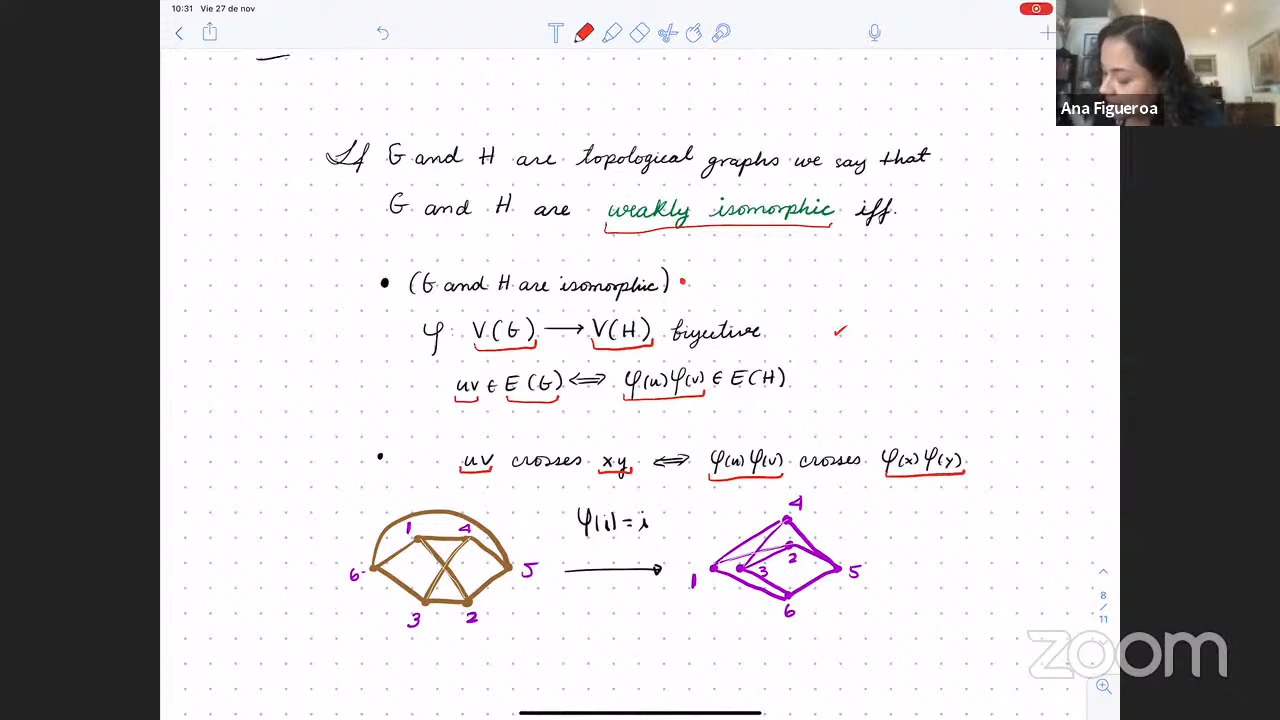 10:31 Vie 27 de nov
Ana Figueroa
If G and H are topological graphs we say that
G and H are weakly isomorphic iff.
• (G and H are isomorphic) •
φ: V(G) → V(H) bijective ✓
uv ∈ E(G) ⟺ φ(u)φ(v) ∈ E(H)
• uv crosses xy ⟺ φ(u)φ(v) crosses φ(x)φ(y)
φ(i) = i
1 4 6 5 3 2
4 1 3 2 5 6
8
/
11
zoom